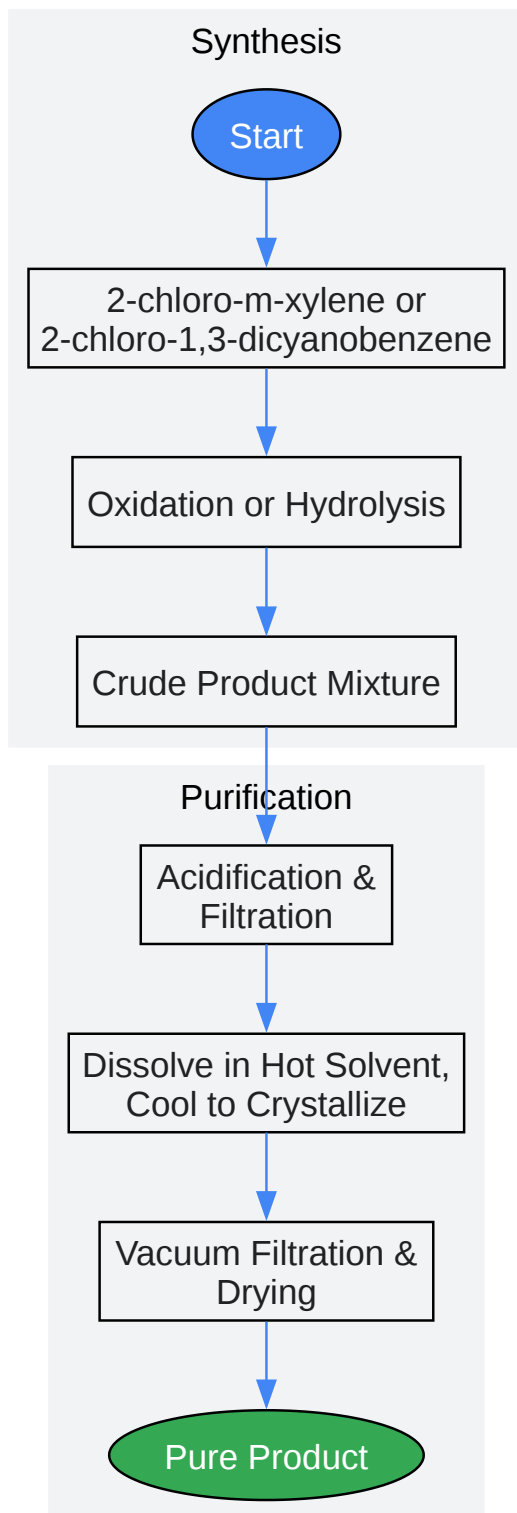 Synthesis
Start
2-chloro-m-xylene or
2-chloro-1,3-dicyanobenzene
Oxidation or Hydrolysis
Crude Product Mixture
Purification
Acidification &
Filtration
Dissolve in Hot Solvent,
Cool to Crystallize
Vacuum Filtration &
Drying
Pure Product